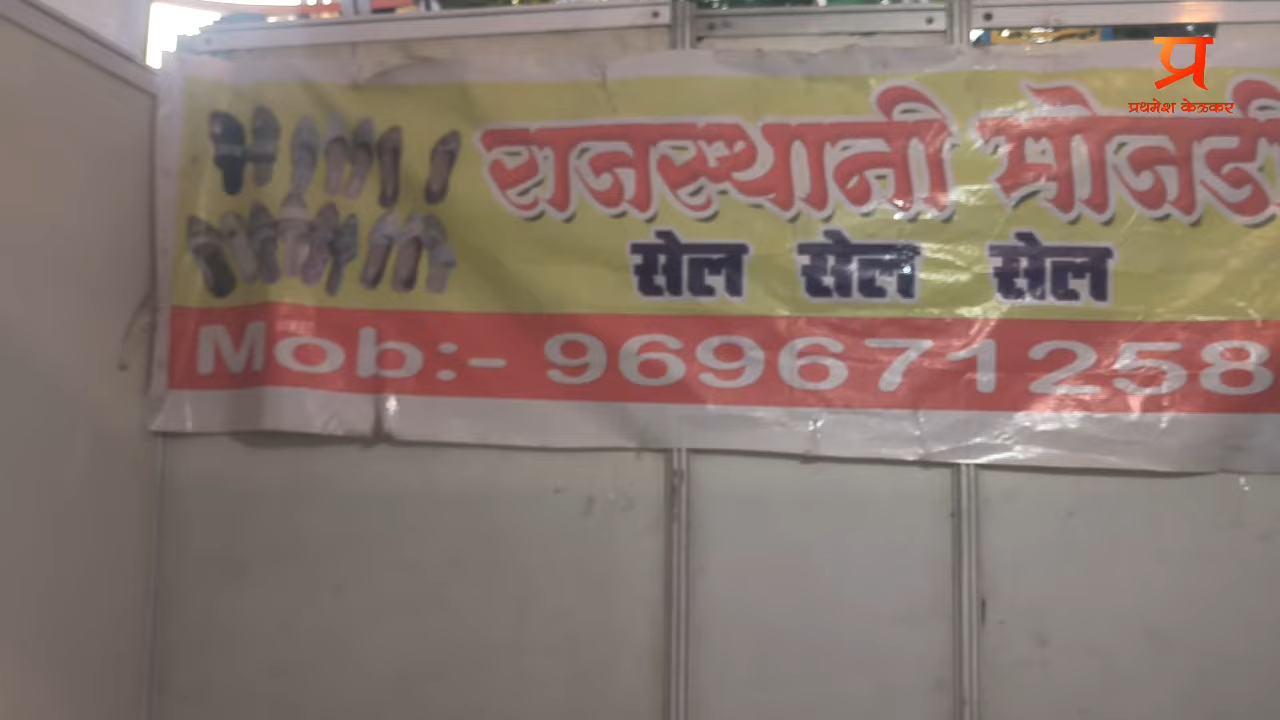 प्र
प्रथमेश केळकर
राजस्थानी मोजडी
सेल सेल सेल
Mob:- 969671258